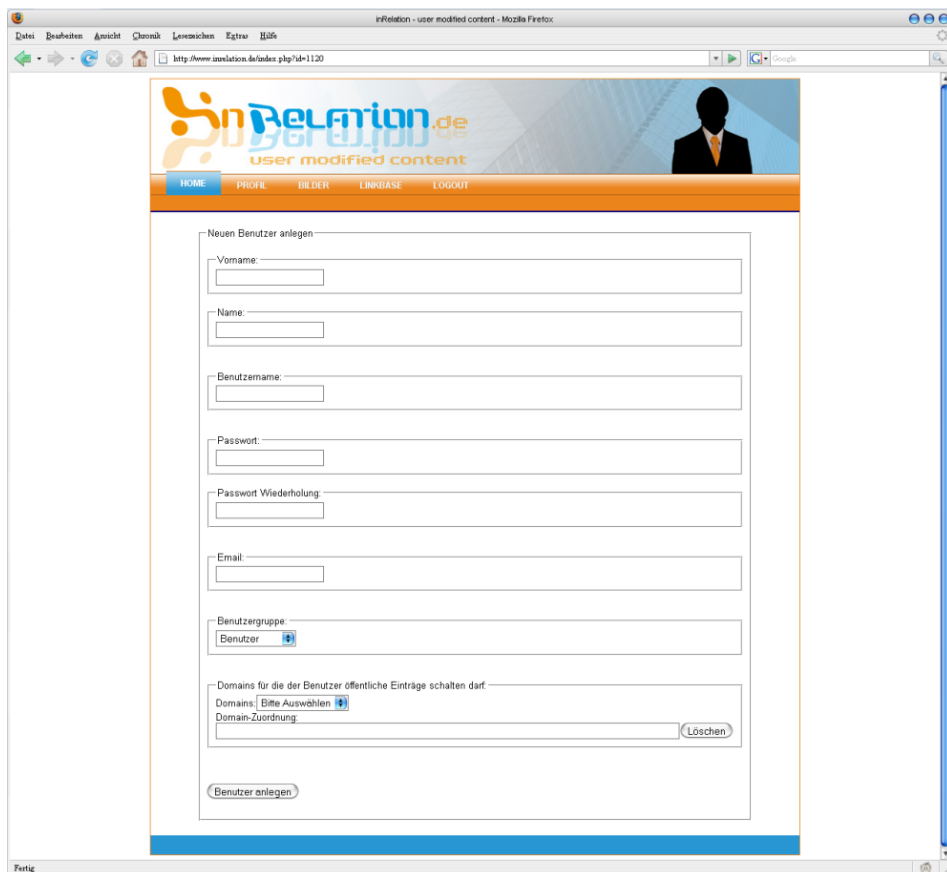 inRelation - user modified content - Mozilla Firefox
Datei Bearbeiten Ansicht Chronik Lesezeichen Extras Hilfe
http://www.inrelation.de/index.php?id=1120
G Google
inRelation.de
user modified content
HOME PROFIL BILDER LINKBASE LOGOUT
Neuen Benutzer anlegen
Vorname:
Name:
Benutzername:
Passwort:
Passwort Wiederholung:
Email:
Benutzergruppe:
Benutzer
Domains für die der Benutzer öffentliche Einträge schalten darf:
Domains: Bitte Auswählen
Domain-Zuordnung:
Löschen
Benutzer anlegen
Fertig